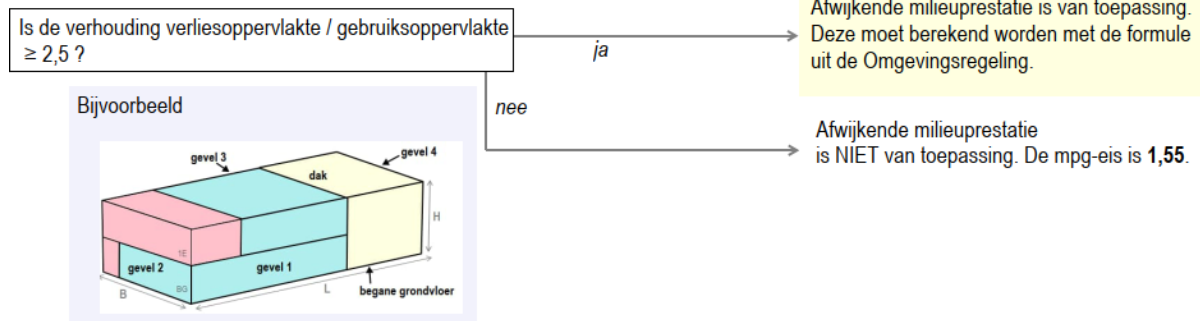 Is de verhouding verliesoppervlakte / gebruiksoppervlakte
≥ 2,5 ?
ja
Afwijkende milieuprestatie is van toepassing.
Deze moet berekend worden met de formule
uit de Omgevingsregeling.
nee
Afwijkende milieuprestatie
is NIET van toepassing. De mpg-eis is 1,55.
Bijvoorbeeld
gevel 3
gevel 4
dak
H
1E
gevel 2
gevel 1
BG
B
L
begane grondvloer